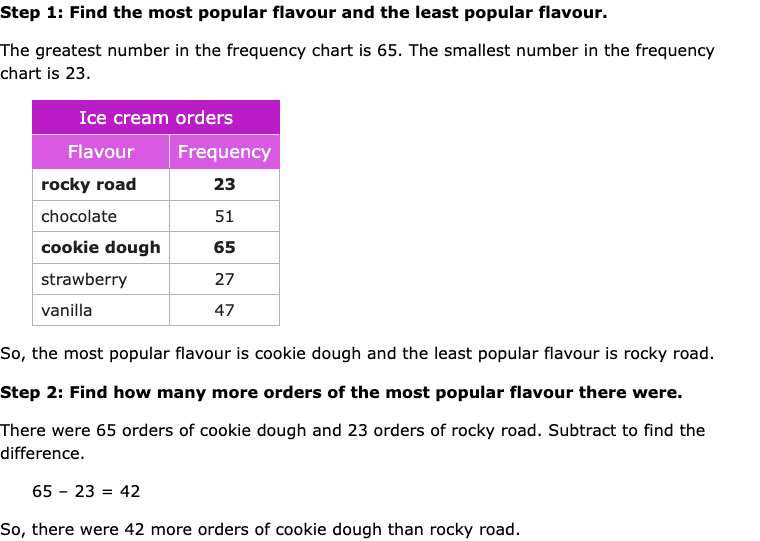 Step 1: Find the most popular flavour and the least popular flavour.
The greatest number in the frequency chart is 65. The smallest number in the frequency
chart is 23.
Ice cream orders
Flavour Frequency
rocky road 23
chocolate 51
cookie dough 65
strawberry 27
vanilla 47
So, the most popular flavour is cookie dough and the least popular flavour is rocky road.
Step 2: Find how many more orders of the most popular flavour there were.
There were 65 orders of cookie dough and 23 orders of rocky road. Subtract to find the
difference.
65 – 23 = 42
So, there were 42 more orders of cookie dough than rocky road.